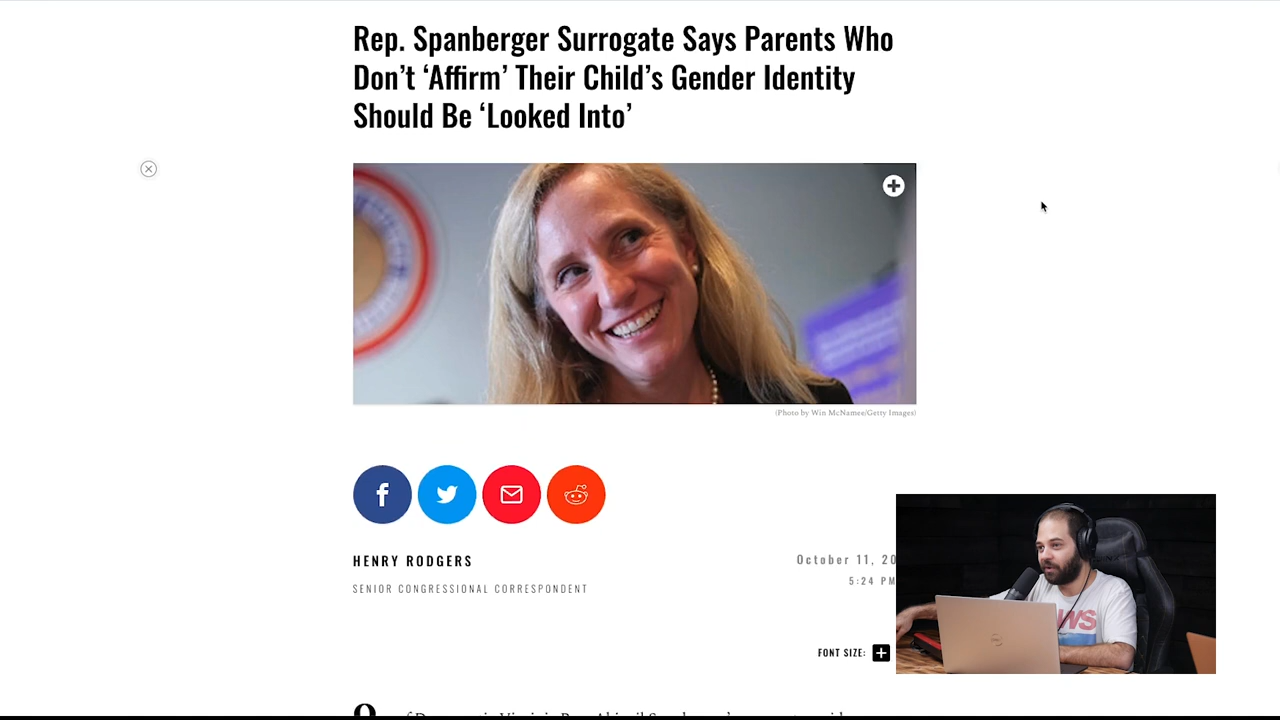 Rep. Spanberger Surrogate Says Parents Who
Don't ‘Affirm’ Their Child's Gender Identity
Should Be ‘Looked Into’
(Photo by Win McNamee/Getty Images)
HENRY RODGERS
October 11, 20
SENIOR CONGRESSIONAL CORRESPONDENT
5:24 PM
FONT SIZE: